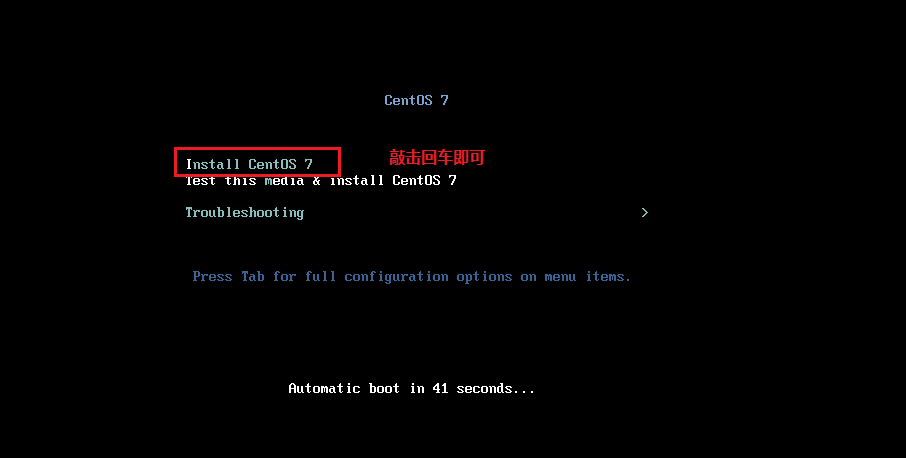 CentOS 7
Install CentOS 7
敲击回车即可
Test this media & install CentOS 7
Troubleshooting >
Press Tab for full configuration options on menu items.
Automatic boot in 41 seconds...